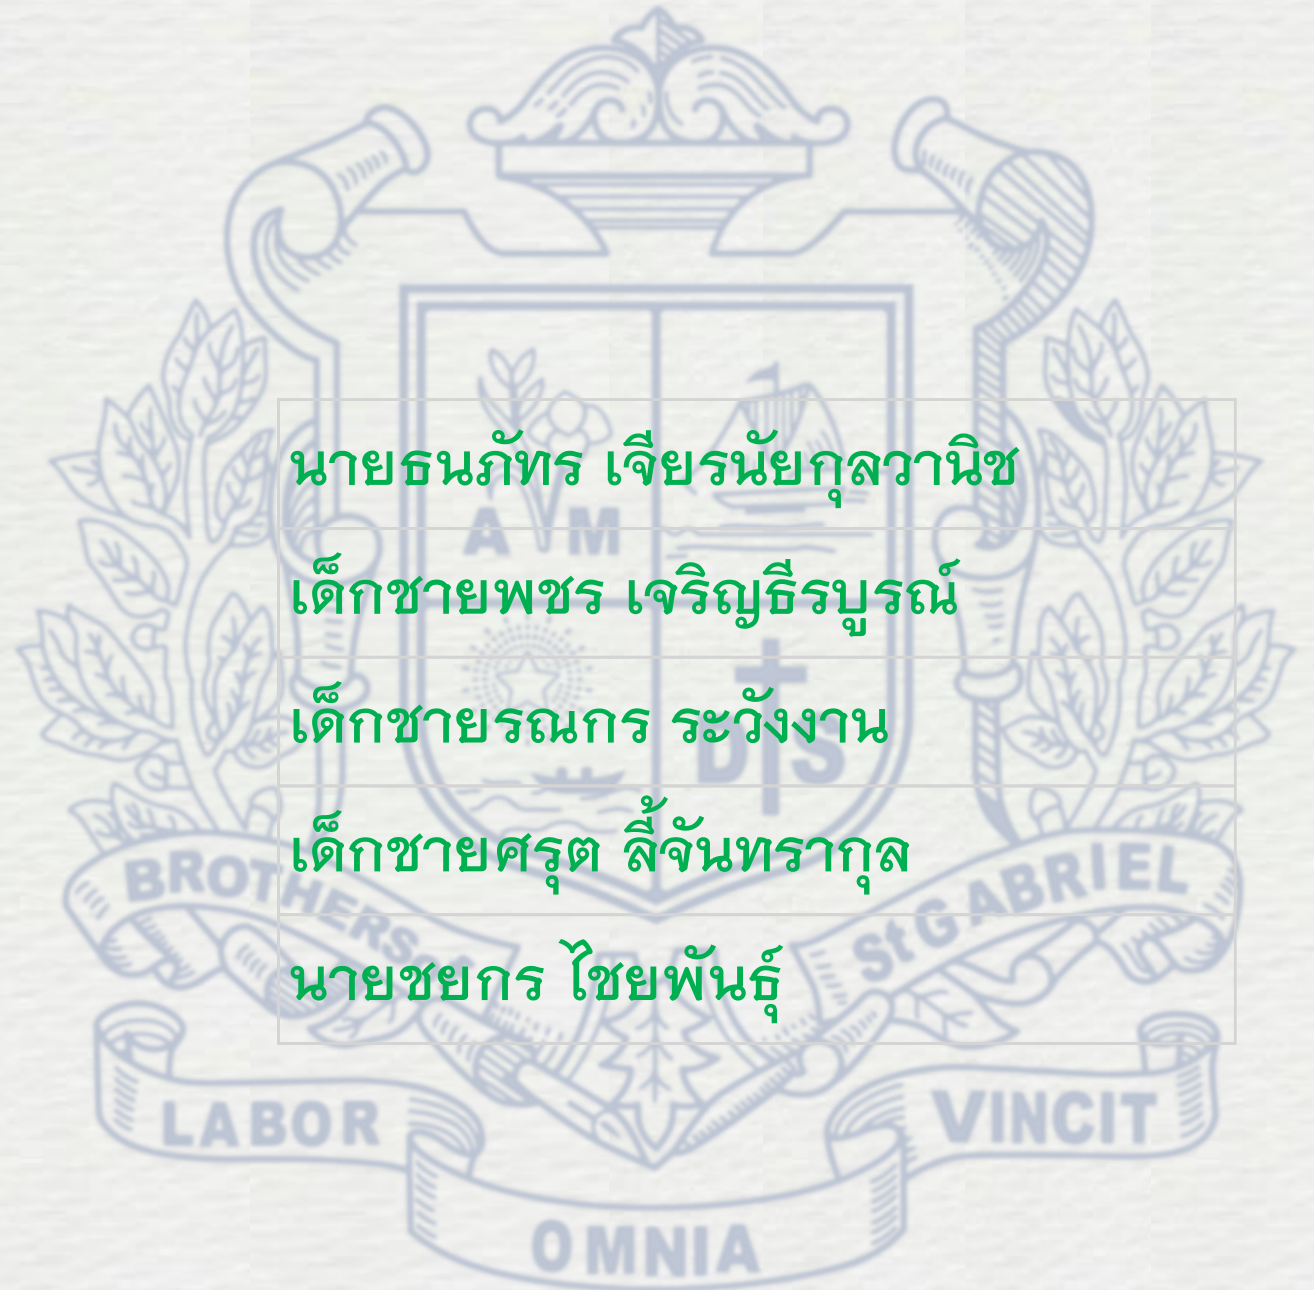 A M
นายธนภัทร เจียรนัยกุลวานิช
เด็กชายพชร เจริญธีรบูรณ์
เด็กชายรณกร ระวังงาน
D S
เด็กชายศรุต ลี้จันทรากุล
BROTHERS St GABRIEL
นายชยกร ไชยพันธุ์
LABOR OMNIA VINCIT